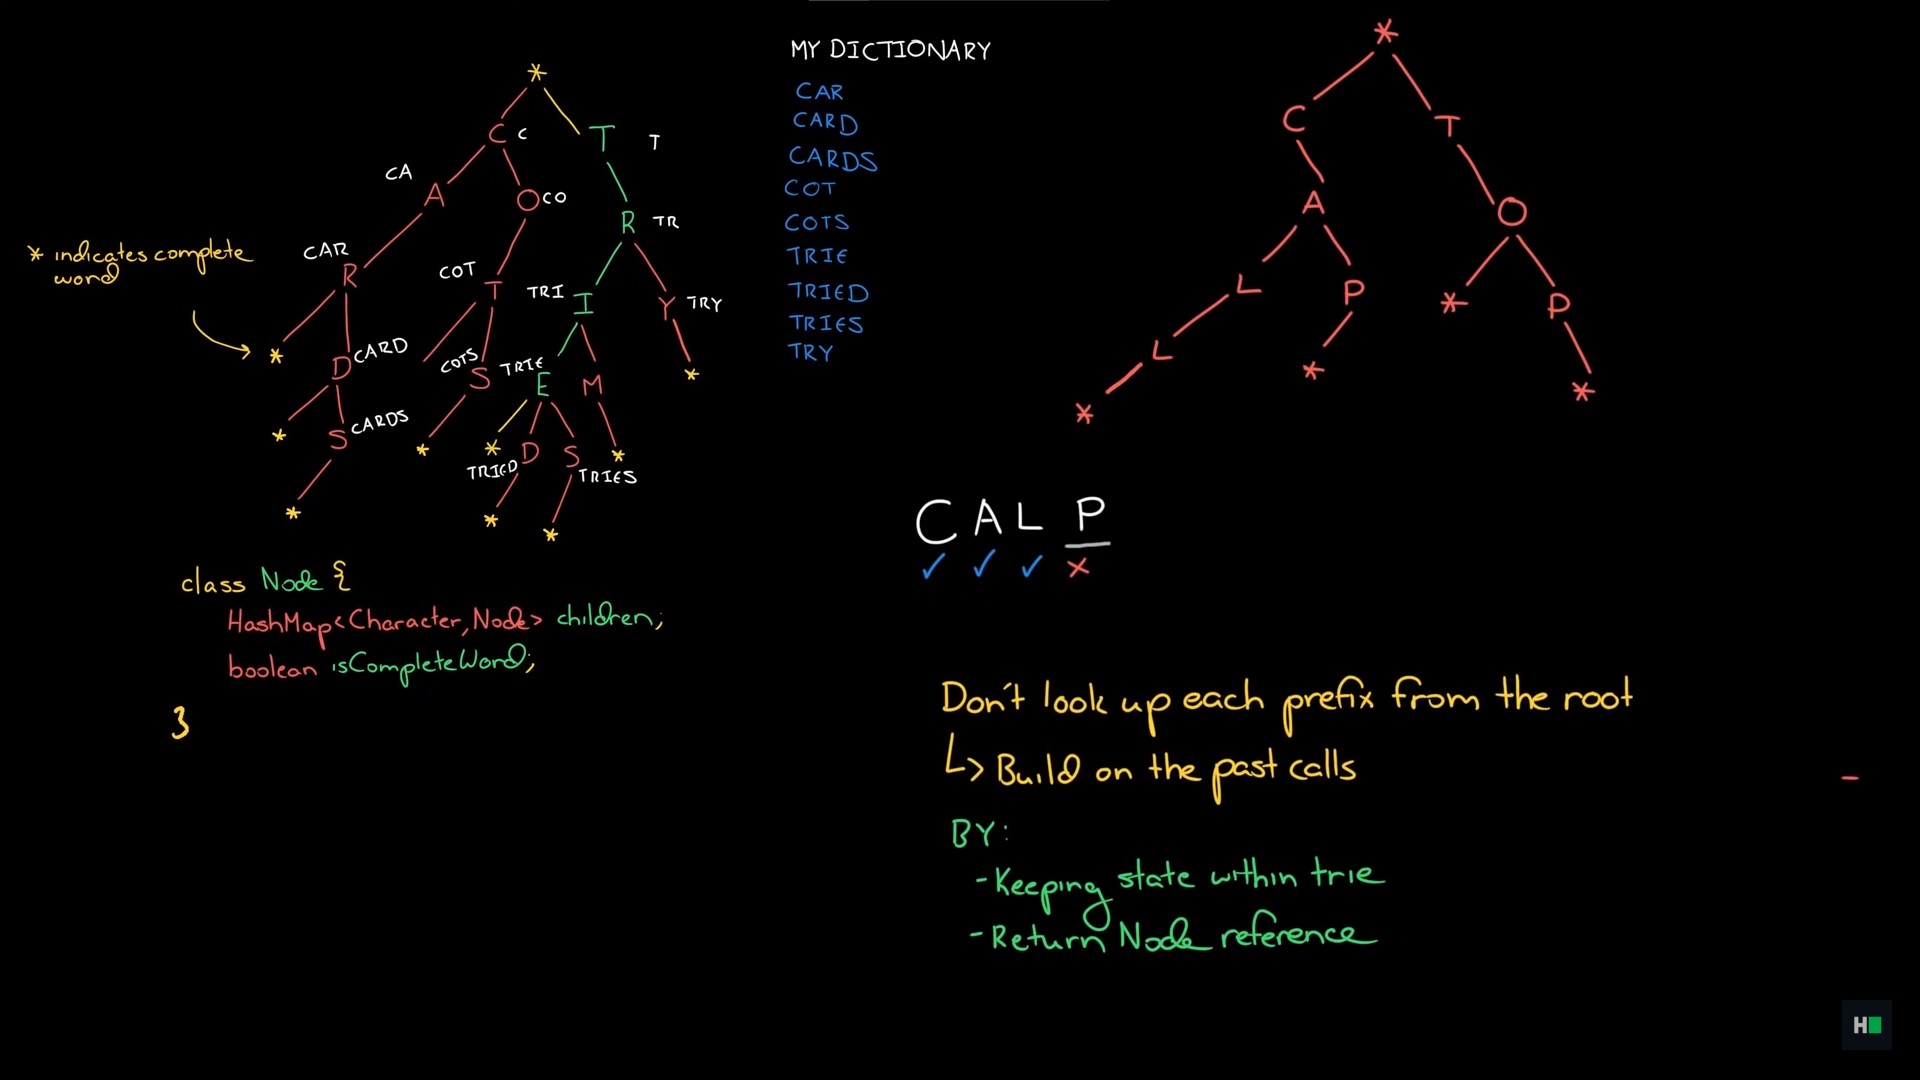 MY DICTIONARY
CAR
CARD
CARDS
COT
COTS
TRIE
TRIED
TRIES
TRY
*
C C
T T
CA
A
O CO
R TR
* indicates complete
word
CAR
R
COT
T
TRI I
Y TRY
*
D CARD
COTS
S
TRIE
E
M
*
*
S CARDS
*
*
D
S
*
TRIED
TRIES
*
*
*
*
C
T
A
O
L
P
*
P
L
*
*
*
C A L P
✓ ✓ ✓ ×
class Node {
HashMap<Character,Node> children;
boolean isCompleteWord;
}
Don't look up each prefix from the root
↳ Build on the past calls
BY:
- Keeping state within trie
- Return Node reference
H